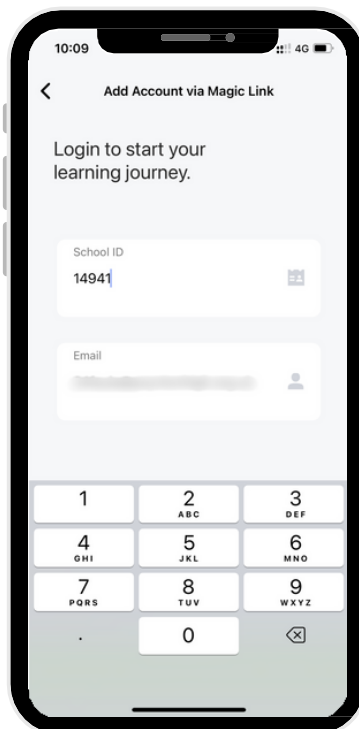 10:09
4G
Add Account via Magic Link
Login to start your
learning journey.
School ID
14941
Email
1
2
ABC
3
DEF
4
GHI
5
JKL
6
MNO
7
PQRS
8
TUV
9
WXYZ
.
0